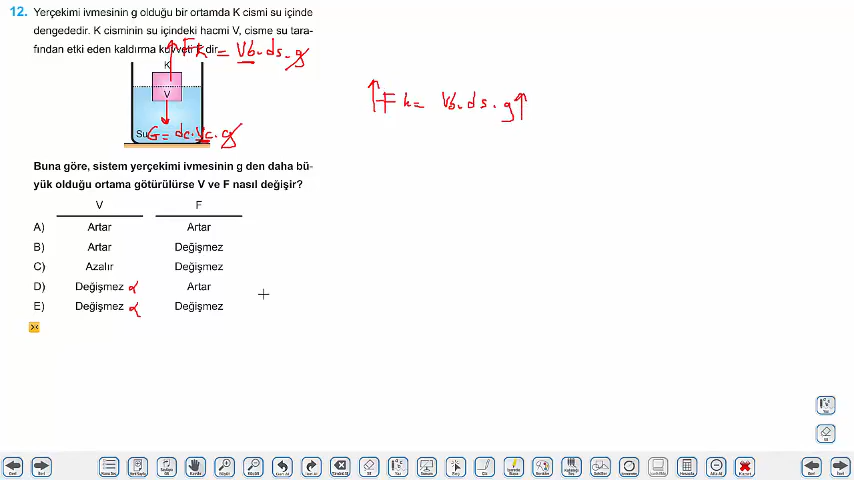 12. Yerçekimi ivmesinin g olduğu bir ortamda K cismi su içinde
dengededir. K cisminin su içindeki hacmi V, cisme su tara-
fından etki eden kaldırma kuvveti F dir.
Fk = Vb.ds.g
K
V
Su
G = dc.Vc.g
Fk = Vb.ds.g
Buna göre, sistem yerçekimi ivmesinin g den daha bü-
yük olduğu ortama götürülürse V ve F nasıl değişir?
V F
A) Artar Artar
B) Artar Değişmez
C) Azalır Değişmez
D) Değişmez Artar
E) Değişmez Değişmez